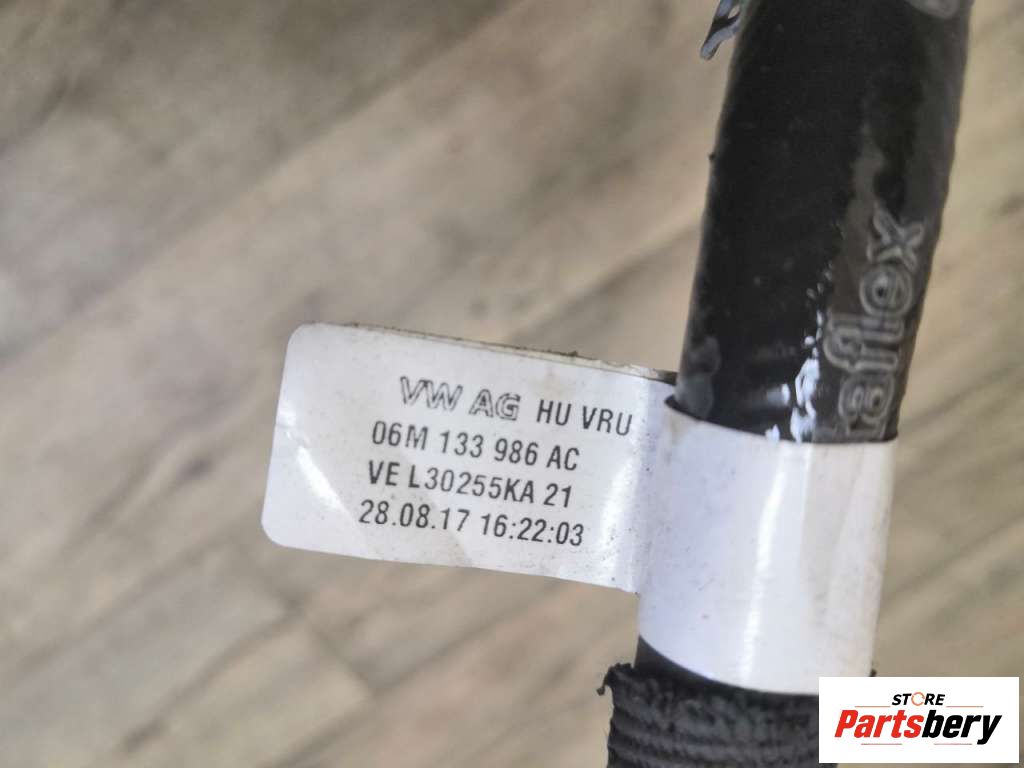 VW AG HU VRU
06M 133 986 AC
VE L30255KA 21
28.08.17 16:22:03
aflex
STORE
Partsbery